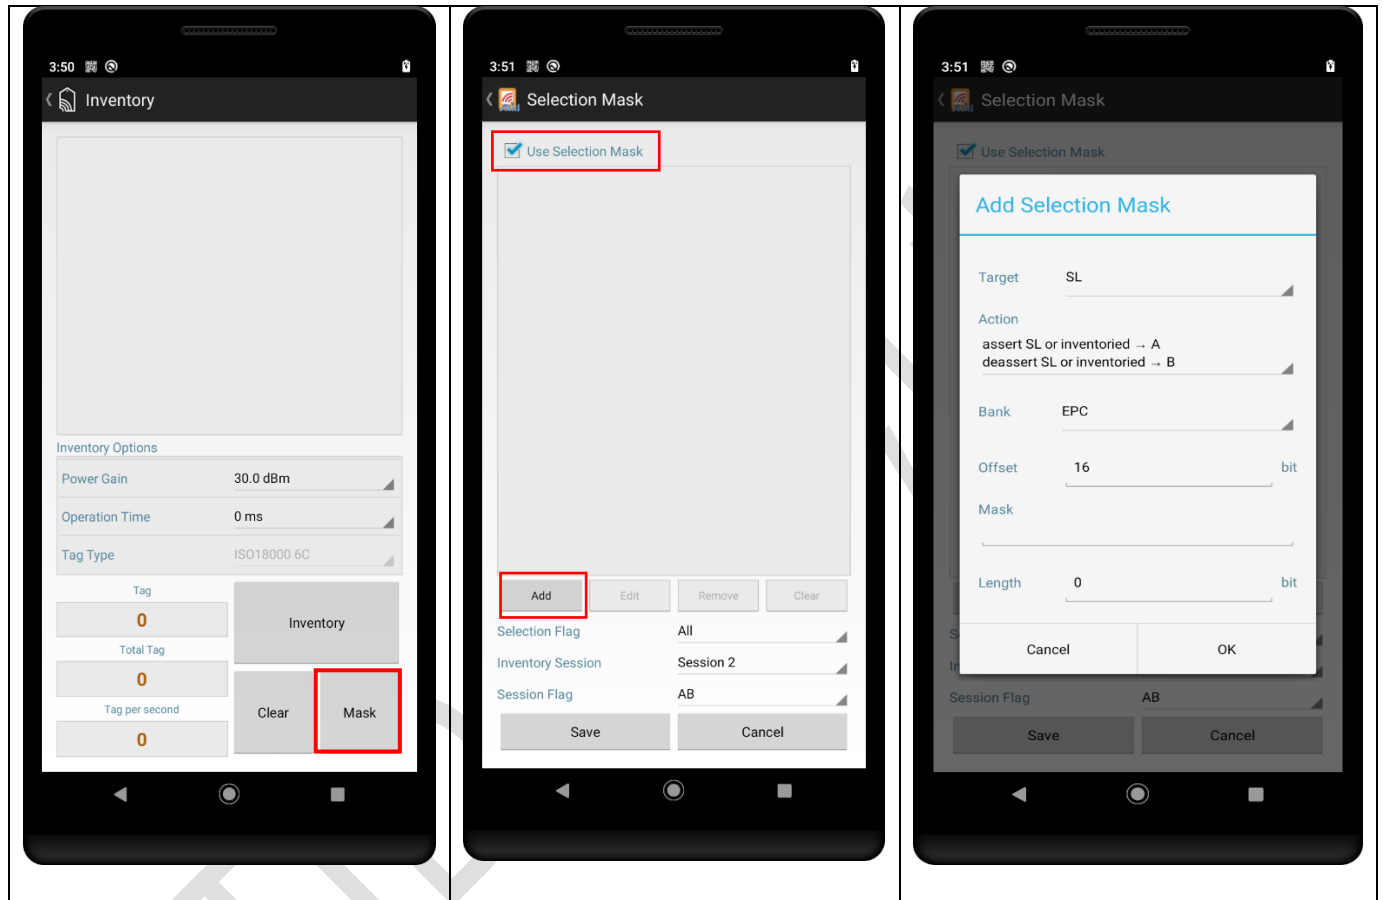 3:50
Inventory
Inventory Options
Power Gain 30.0 dBm
Operation Time 0 ms
Tag Type ISO18000 6C
Tag
0
Total Tag
0
Tag per second
0
Inventory
Clear
Mask
3:51
Selection Mask
Use Selection Mask
Add Edit Remove Clear
Selection Flag All
Inventory Session Session 2
Session Flag AB
Save Cancel
3:51
Selection Mask
Use Selection Mask
Add Selection Mask
Target SL
Action
assert SL or inventoried → A
deassert SL or inventoried → B
Bank EPC
Offset 16 bit
Mask
Length 0 bit
Cancel OK
Session Flag AB
Save Cancel